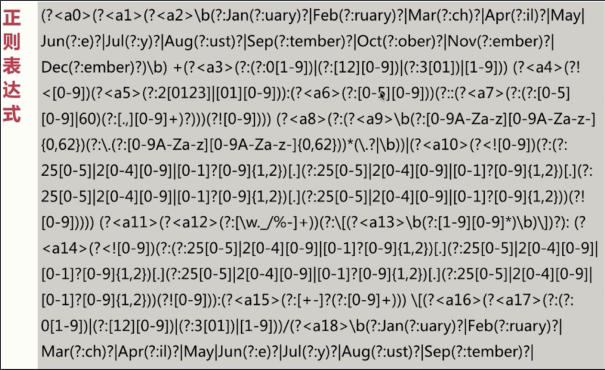 正则表达式
(?<a0>(?<a1>(?<a2>\b(?:Jan(?:uary)?|Feb(?:ruary)?|Mar(?:ch)?|Apr(?:il)?|May|
Jun(?:e)?|Jul(?:y)?|Aug(?:ust)?|Sep(?:tember)?|Oct(?:ober)?|Nov(?:ember)?|
Dec(?:ember)?)\b) +(?<a3>(?:(?:0[1-9])|(?:[12][0-9])|(?:3[01])|[1-9])) (?<a4>(?!
<[0-9])(?<a5>(?:2[0123]|[01][0-9])):(?<a6>(?:[0-5][0-9]))(?::(?<a7>(?:(?:[0-5]
[0-9]|60)(?:[.,][0-9]+)?)))(?![0-9]))) (?<a8>(?:(?<a9>\b(?:[0-9A-Za-z][0-9A-Za-z-]
{0,62})(?:\.(?:[0-9A-Za-z][0-9A-Za-z-]{0,62}))*(\.?|\b))|(?<a10>(?<![0-9])(?:(?:
25[0-5]|2[0-4][0-9]|[0-1]?[0-9]{1,2})[.](?:25[0-5]|2[0-4][0-9]|[0-1]?[0-9]{1,2})[.](?:
25[0-5]|2[0-4][0-9]|[0-1]?[0-9]{1,2})[.](?:25[0-5]|2[0-4][0-9]|[0-1]?[0-9]{1,2}))(?!
[0-9])))) (?<a11>(?<a12>(?:[\w._/%-]+))(?:\[(?<a13>\b(?:[1-9][0-9]*)\b)\])?): (?
<a14>(?<![0-9])(?:(?:25[0-5]|2[0-4][0-9]|[0-1]?[0-9]{1,2})[.](?:25[0-5]|2[0-4][0-9]|
[0-1]?[0-9]{1,2})[.](?:25[0-5]|2[0-4][0-9]|[0-1]?[0-9]{1,2})[.](?:25[0-5]|2[0-4][0-9]|
[0-1]?[0-9]{1,2}))(?![0-9])):(?<a15>(?:[+-]?(?:[0-9]+))) \[(?<a16>(?<a17>(?:(?:
0[1-9])|(?:[12][0-9])|(?:3[01])|[1-9]))/(?<a18>\b(?:Jan(?:uary)?|Feb(?:ruary)?|
Mar(?:ch)?|Apr(?:il)?|May|Jun(?:e)?|Jul(?:y)?|Aug(?:ust)?|Sep(?:tember)?|